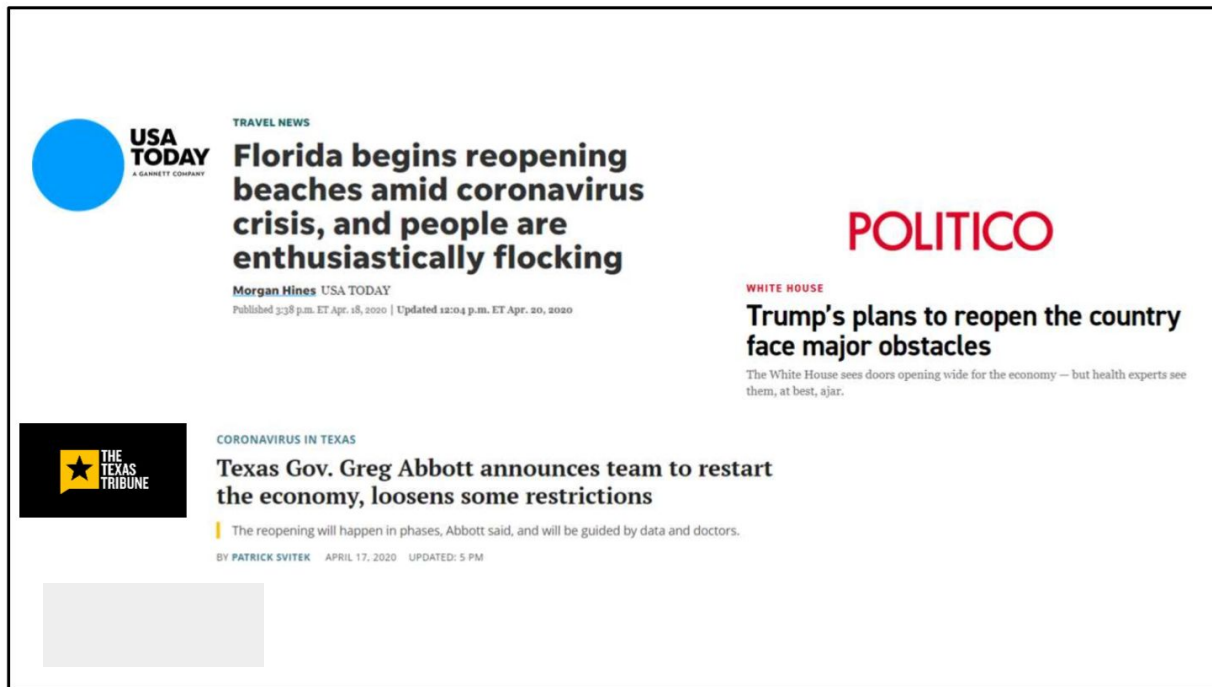 USA
TODAY
A GANNETT COMPANY
TRAVEL NEWS
Florida begins reopening
beaches amid coronavirus
crisis, and people are
enthusiastically flocking
Morgan Hines USA TODAY
Published 3:38 p.m. ET Apr. 18, 2020 | Updated 12:04 p.m. ET Apr. 20, 2020
POLITICO
WHITE HOUSE
Trump’s plans to reopen the country
face major obstacles
The White House sees doors opening wide for the economy — but health experts see
them, at best, ajar.
THE
TEXAS
TRIBUNE
CORONAVIRUS IN TEXAS
Texas Gov. Greg Abbott announces team to restart
the economy, loosens some restrictions
The reopening will happen in phases, Abbott said, and will be guided by data and doctors.
BY PATRICK SVITEK APRIL 17, 2020 UPDATED: 5 PM